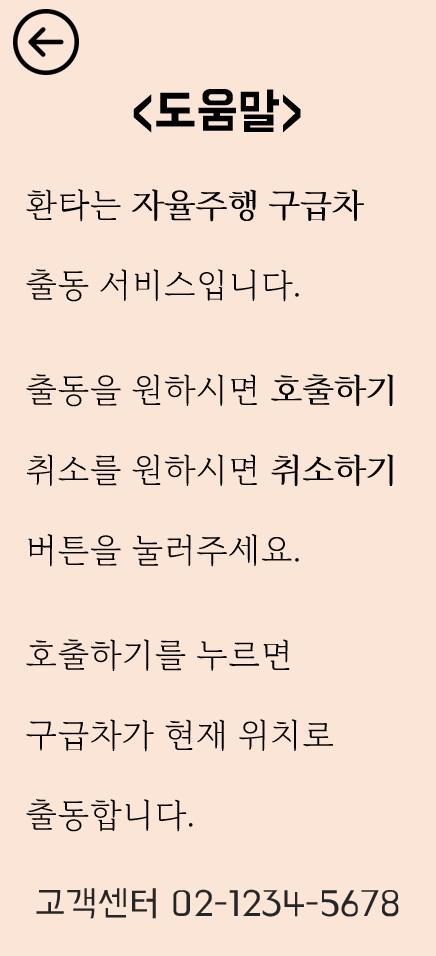 <도움말>
환타는 자율주행 구급차
출동 서비스입니다.
출동을 원하시면 호출하기
취소를 원하시면 취소하기
버튼을 눌러주세요.
호출하기를 누르면
구급차가 현재 위치로
출동합니다.
고객센터 02-1234-5678